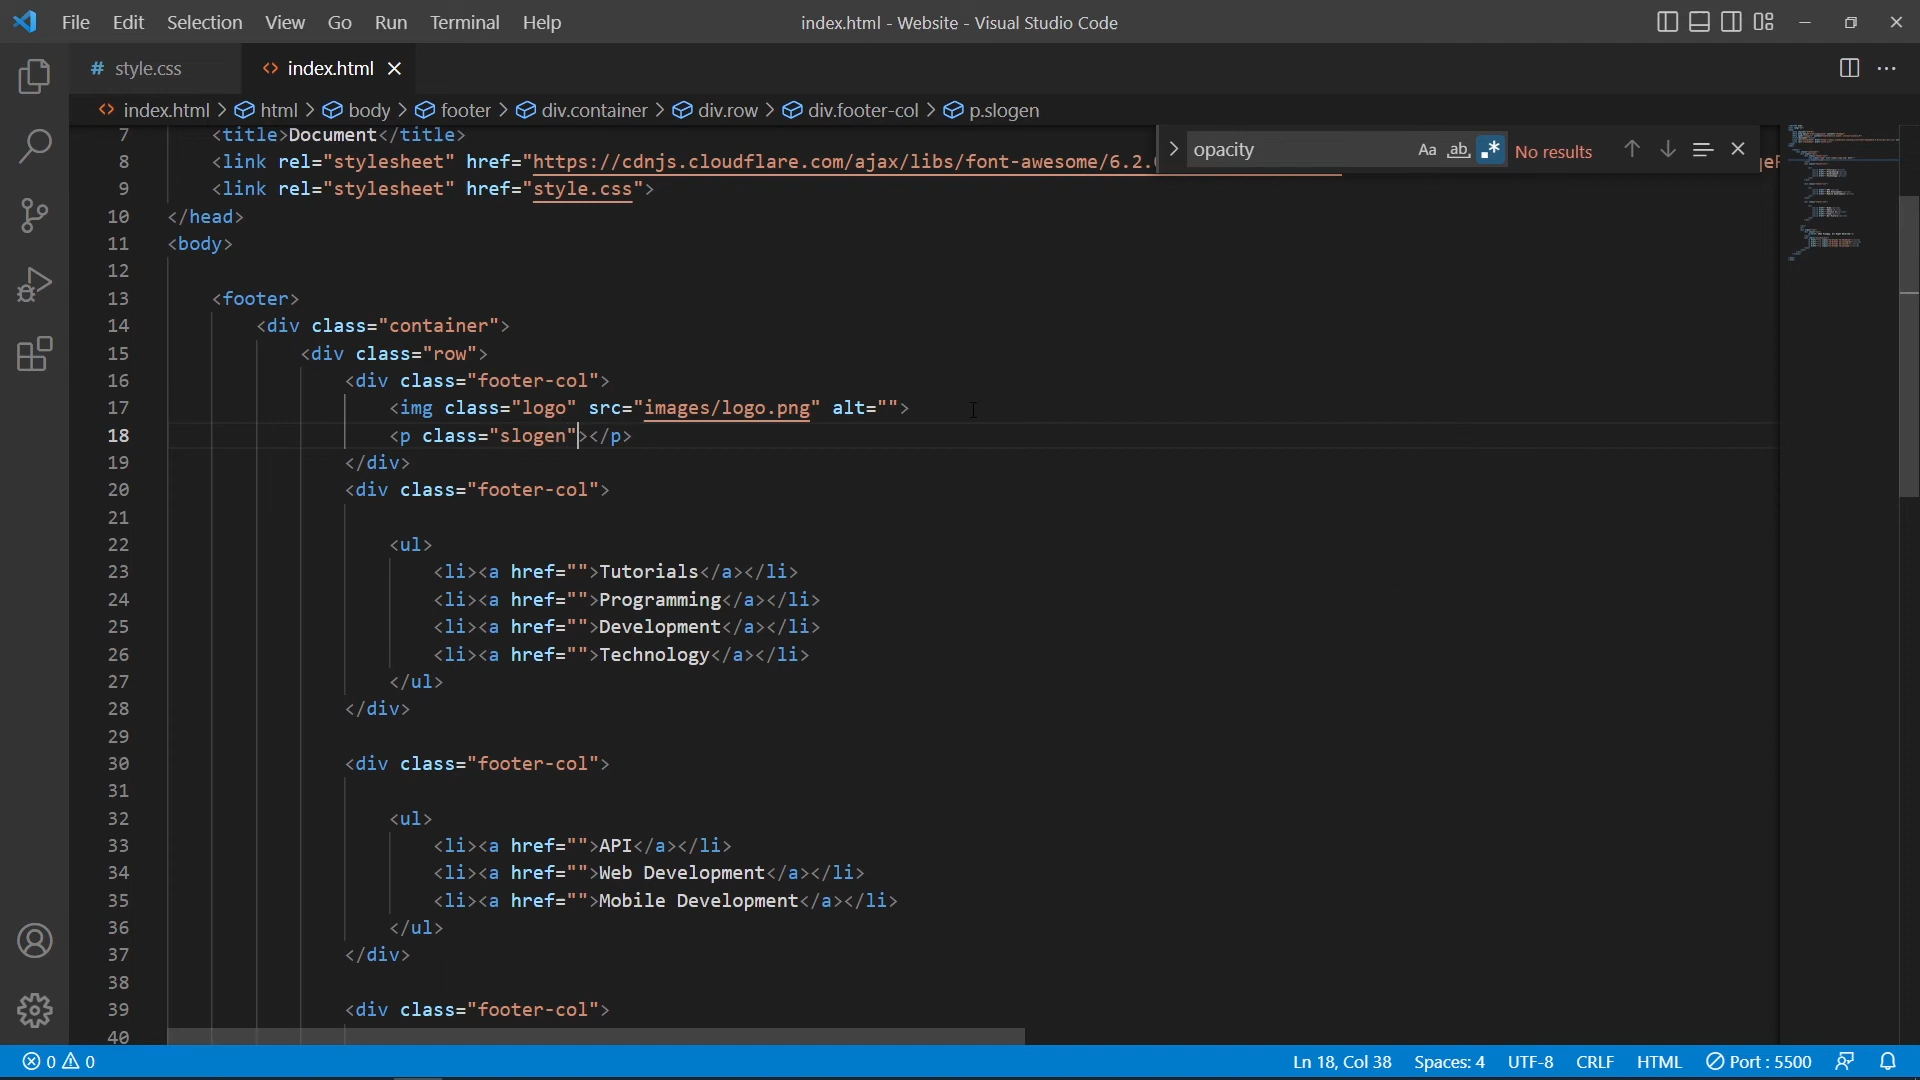 File Edit Selection View Go Run Terminal Help index.html - Website - Visual Studio Code
# style.css <> index.html
<> index.html > html > body > footer > div.container > div.row > div.footer-col > p.slogen
opacity Aa ab .* No results
7 <title>Document</title>
8 <link rel="stylesheet" href="https://cdnjs.cloudflare.com/ajax/libs/font-awesome/6.2.
9 <link rel="stylesheet" href="style.css">
10 </head>
11 <body>
12
13 <footer>
14 <div class="container">
15 <div class="row">
16 <div class="footer-col">
17 <img class="logo" src="images/logo.png" alt="">
18 <p class="slogen"></p>
19 </div>
20 <div class="footer-col">
21
22 <ul>
23 <li><a href="">Tutorials</a></li>
24 <li><a href="">Programming</a></li>
25 <li><a href="">Development</a></li>
26 <li><a href="">Technology</a></li>
27 </ul>
28 </div>
29
30 <div class="footer-col">
31
32 <ul>
33 <li><a href="">API</a></li>
34 <li><a href="">Web Development</a></li>
35 <li><a href="">Mobile Development</a></li>
36 </ul>
37 </div>
38
39 <div class="footer-col">
40
0 0 Ln 18, Col 38 Spaces: 4 UTF-8 CRLF HTML Port : 5500